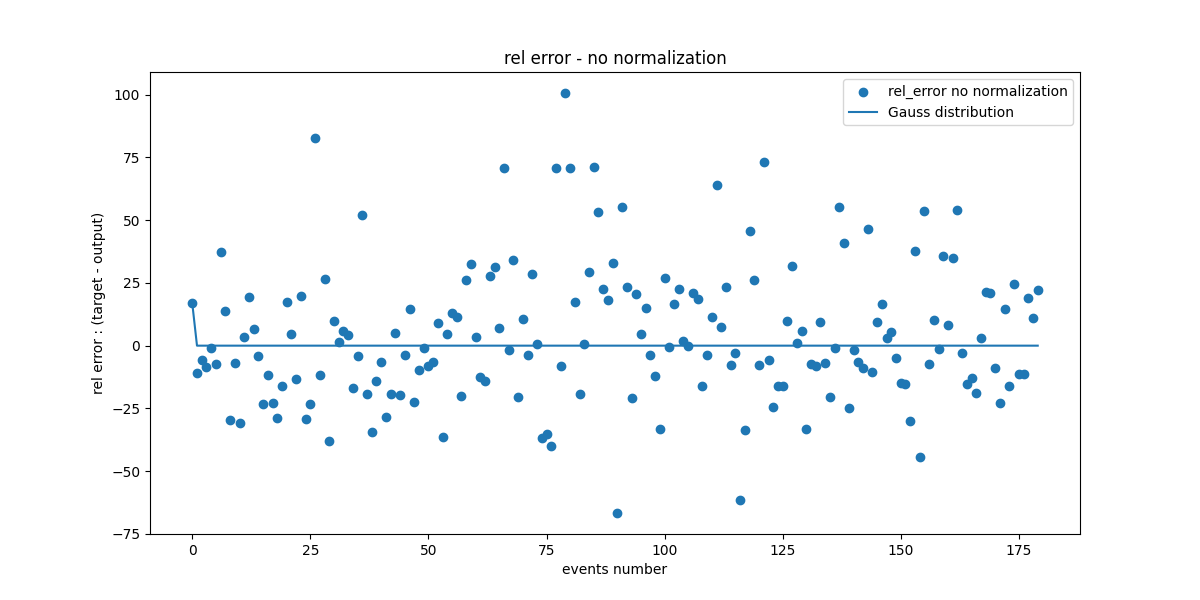 rel error - no normalization
rel_error no normalization
Gauss distribution
rel error : (target - output)
100
75
50
25
0
−25
−50
−75
0 25 50 75 100 125 150 175
events number